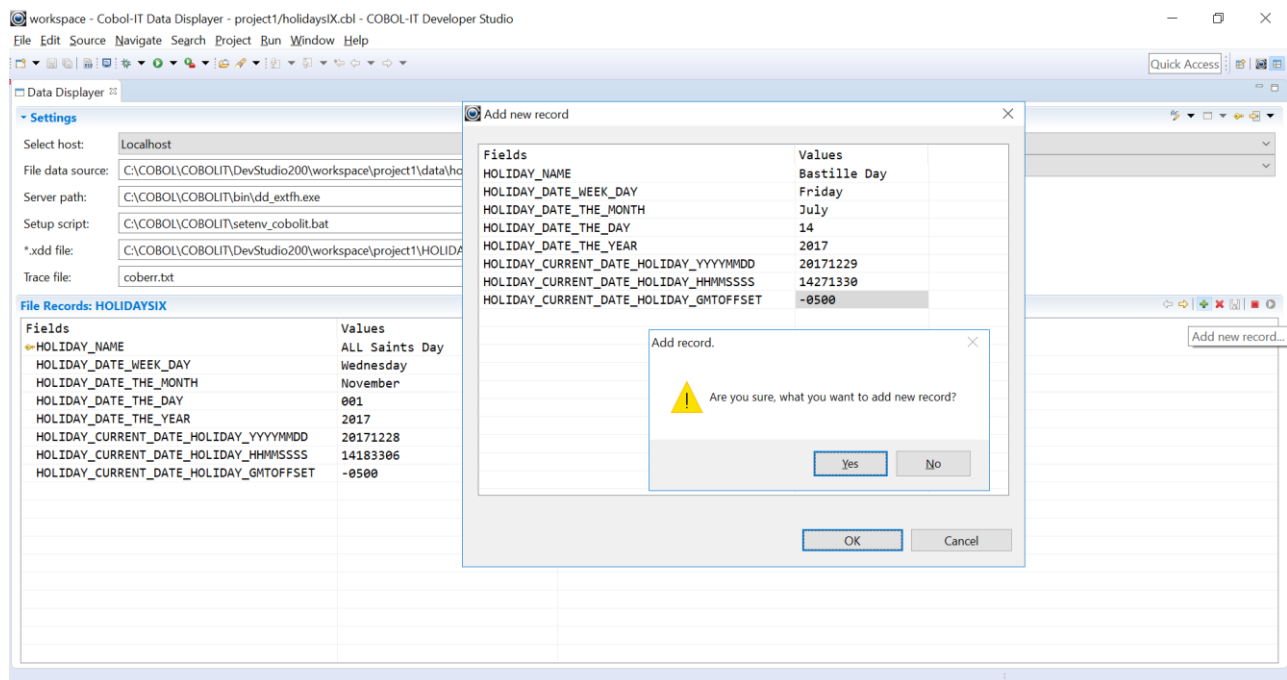 workspace - Cobol-IT Data Displayer - project1/holidaysIX.cbl - COBOL-IT Developer Studio
File Edit Source Navigate Search Project Run Window Help
Quick Access
Data Displayer
Settings
Select host: Localhost
File data source: C:\COBOL\COBOLIT\DevStudio200\workspace\project1\data\ho
Server path: C:\COBOL\COBOLIT\bin\dd_extfh.exe
Setup script: C:\COBOL\COBOLIT\setenv_cobolit.bat
*.xdd file: C:\COBOL\COBOLIT\DevStudio200\workspace\project1\HOLIDA
Trace file: coberr.txt
File Records: HOLIDAYSIX
Fields Values
HOLIDAY_NAME ALL Saints Day
HOLIDAY_DATE_WEEK_DAY Wednesday
HOLIDAY_DATE_THE_MONTH November
HOLIDAY_DATE_THE_DAY 001
HOLIDAY_DATE_THE_YEAR 2017
HOLIDAY_CURRENT_DATE_HOLIDAY_YYYYMMDD 20171228
HOLIDAY_CURRENT_DATE_HOLIDAY_HHMMSSSS 14183306
HOLIDAY_CURRENT_DATE_HOLIDAY_GMTOFFSET -0500
Add new record
Fields Values
HOLIDAY_NAME Bastille Day
HOLIDAY_DATE_WEEK_DAY Friday
HOLIDAY_DATE_THE_MONTH July
HOLIDAY_DATE_THE_DAY 14
HOLIDAY_DATE_THE_YEAR 2017
HOLIDAY_CURRENT_DATE_HOLIDAY_YYYYMMDD 20171229
HOLIDAY_CURRENT_DATE_HOLIDAY_HHMMSSSS 14271330
HOLIDAY_CURRENT_DATE_HOLIDAY_GMTOFFSET -0500
Add record.
Are you sure, what you want to add new record?
Yes No
OK Cancel
Add new record...